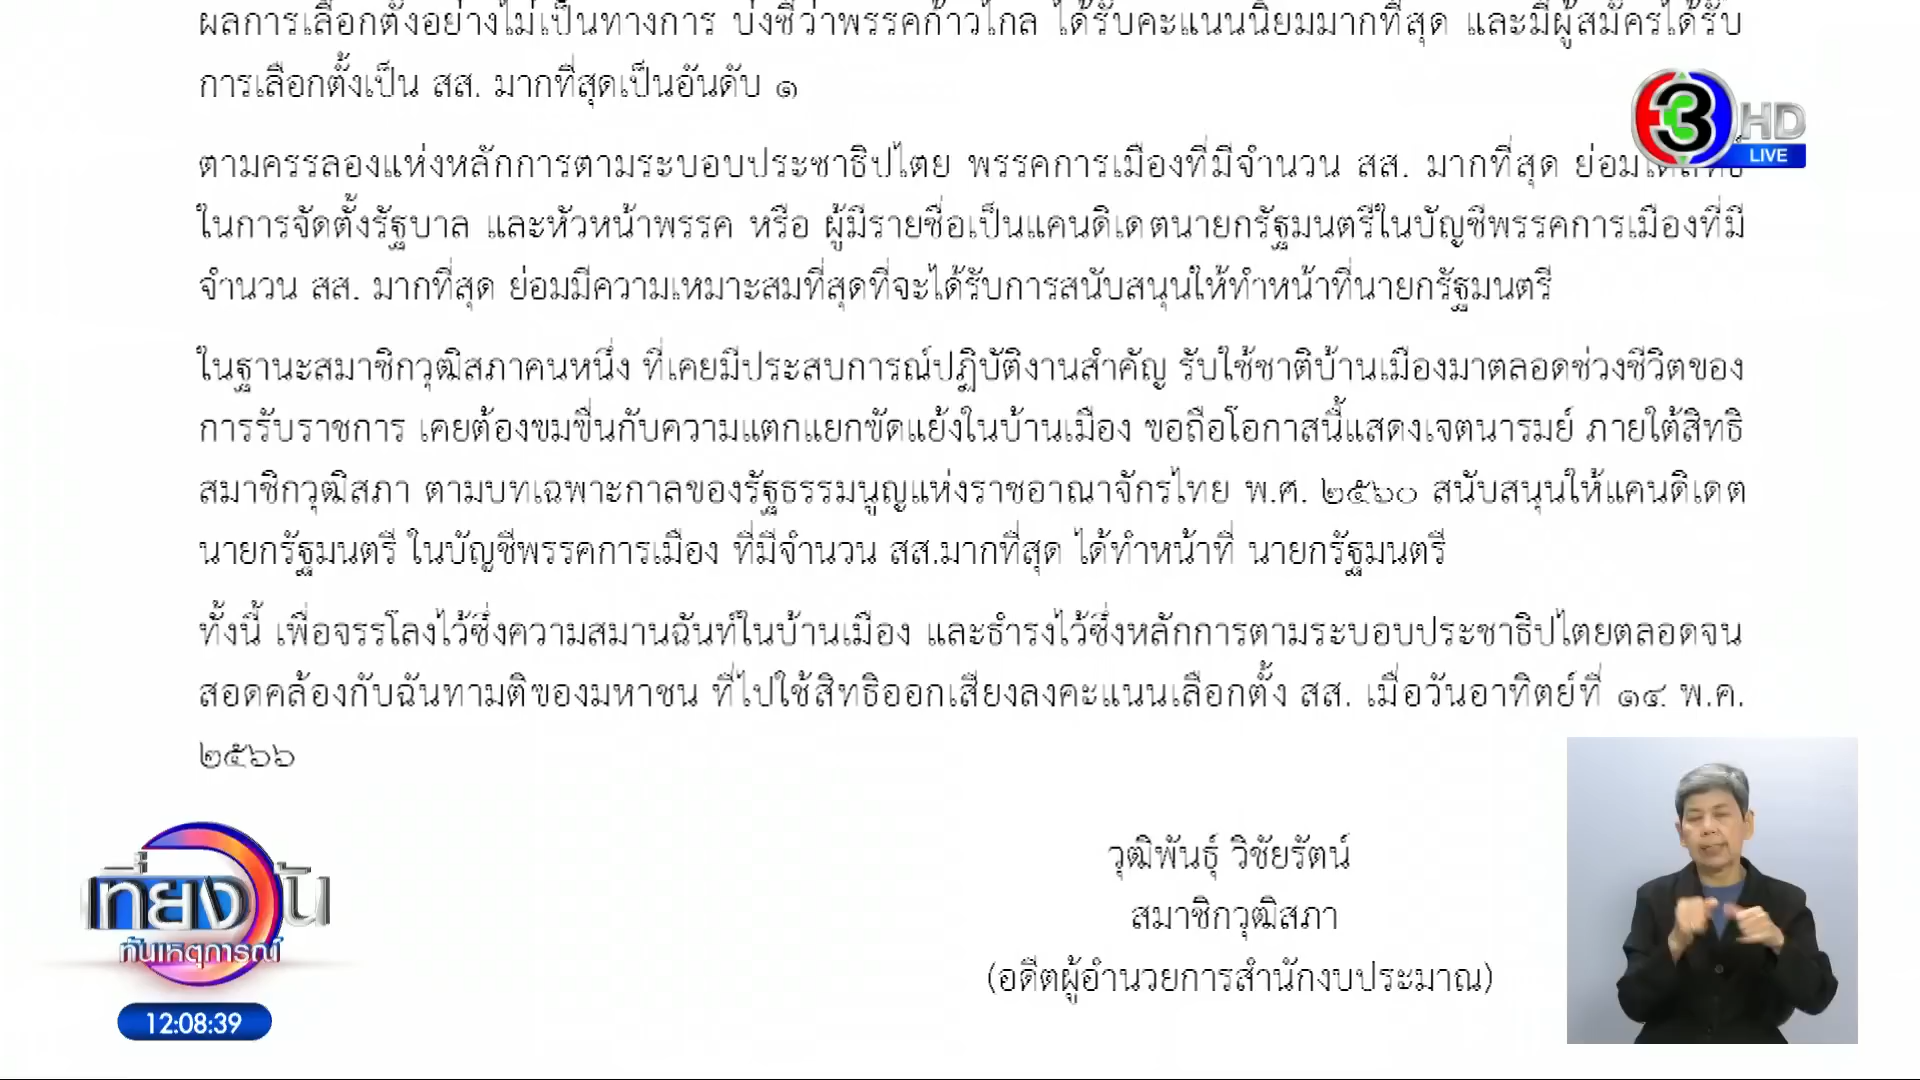 ผลการเลือกตั้งอย่างไม่เป็นทางการ บ่งชี้ว่าพรรคก้าวไกล ได้รับคะแนนนิยมมากที่สุด และมีผู้สมัครได้รับ
การเลือกตั้งเป็น สส. มากที่สุดเป็นอันดับ ๑
ตามครรลองแห่งหลักการตามระบอบประชาธิปไตย พรรคการเมืองที่มีจำนวน สส. มากที่สุด ย่อมได้สิทธิ
ในการจัดตั้งรัฐบาล และหัวหน้าพรรค หรือ ผู้มีรายชื่อเป็นแคนดิเดตนายกรัฐมนตรีในบัญชีพรรคการเมืองที่มี
จำนวน สส. มากที่สุด ย่อมมีความเหมาะสมที่สุดที่จะได้รับการสนับสนุนให้ทำหน้าที่นายกรัฐมนตรี
ในฐานะสมาชิกวุฒิสภาคนหนึ่ง ที่เคยมีประสบการณ์ปฏิบัติงานสำคัญ รับใช้ชาติบ้านเมืองมาตลอดช่วงชีวิตของ
การรับราชการ เคยต้องขมขื่นกับความแตกแยกขัดแย้งในบ้านเมือง ขอถือโอกาสนี้แสดงเจตนารมย์ ภายใต้สิทธิ
สมาชิกวุฒิสภา ตามบทเฉพาะกาลของรัฐธรรมนูญแห่งราชอาณาจักรไทย พ.ศ. ๒๕๖๐ สนับสนุนให้แคนดิเดต
นายกรัฐมนตรี ในบัญชีพรรคการเมือง ที่มีจำนวน สส.มากที่สุด ได้ทำหน้าที่ นายกรัฐมนตรี
ทั้งนี้ เพื่อจรรโลงไว้ซึ่งความสมานฉันท์ในบ้านเมือง และธำรงไว้ซึ่งหลักการตามระบอบประชาธิปไตยตลอดจน
สอดคล้องกับฉันทามติของมหาชน ที่ไปใช้สิทธิออกเสียงลงคะแนนเลือกตั้ง สส. เมื่อวันอาทิตย์ที่ ๑๔ พ.ค.
๒๕๖๖
วุฒิพันธุ์ วิชัยรัตน์
สมาชิกวุฒิสภา
(อดีตผู้อำนวยการสำนักงบประมาณ)
3 HD
LIVE
เที่ยงวัน
ทันเหตุการณ์
12:08:39